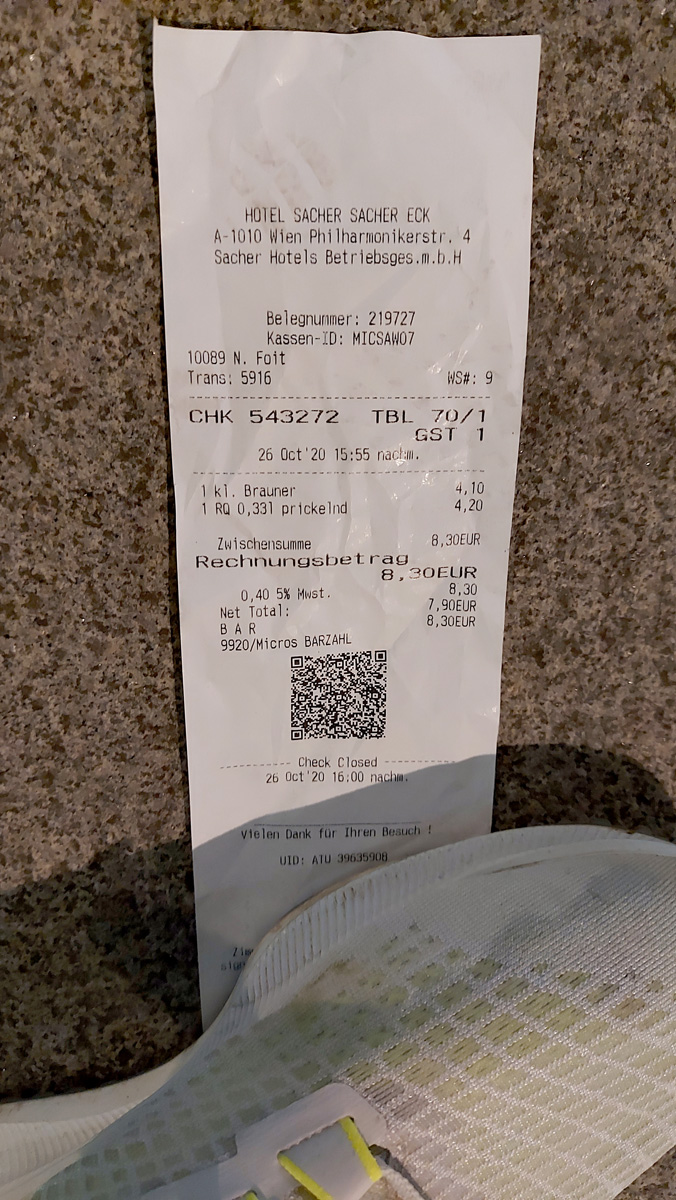 HOTEL SACHER SACHER ECK
A-1010 Wien Philharmonikerstr. 4
Sacher Hotels Betriebsges.m.b.H
Belegnummer: 219727
Kassen-ID: MICSAW07
10089 N. Foit
Trans: 5916 WS#: 9
CHK 543272 TBL 70/1
GST 1
26 Oct'20 15:55 nachm.
1 kl. Brauner 4,10
1 RQ 0,33l prickelnd 4,20
Zwischensumme 8,30EUR
Rechnungsbetrag
8,30EUR
0,40 5% Mwst. 8,30
Net Total: 7,90EUR
B A R 8,30EUR
9920/Micros BARZAHL
Check Closed
26 Oct'20 16:00 nachm.
Vielen Dank für Ihren Besuch !
UID: ATU 39635908